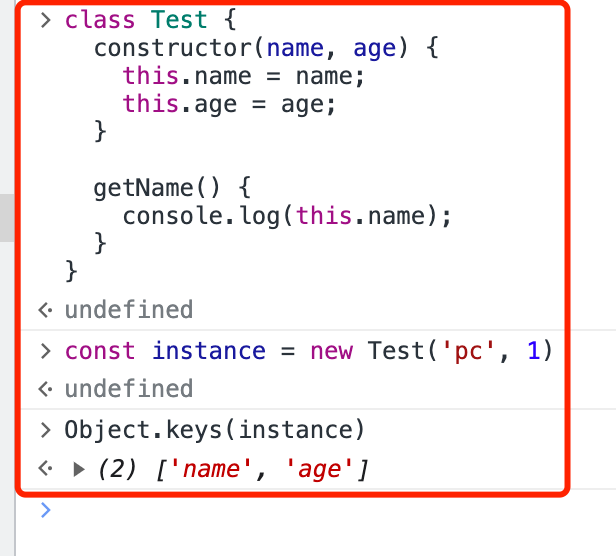 > class Test {
constructor(name, age) {
this.name = name;
this.age = age;
}
getName() {
console.log(this.name);
}
}
undefined
> const instance = new Test('pc', 1)
undefined
> Object.keys(instance)
(2) ['name', 'age']
>